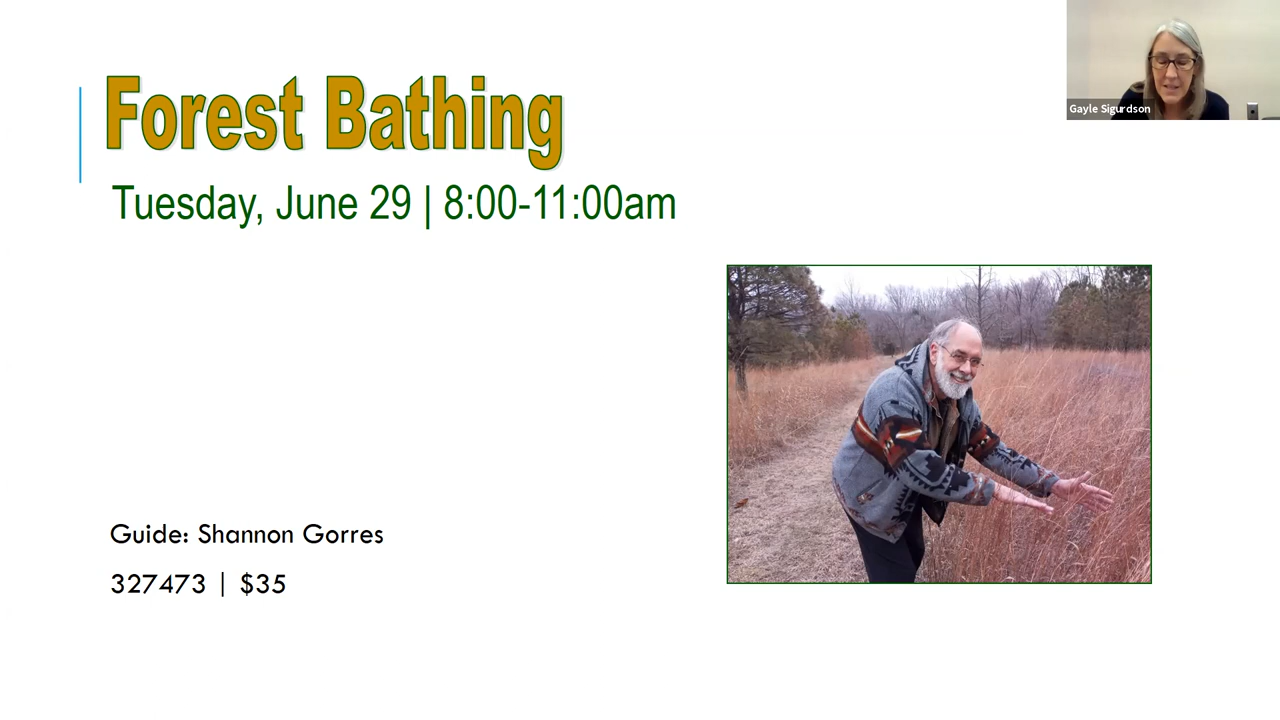 Forest Bathing
Tuesday, June 29 | 8:00-11:00am
Guide: Shannon Gorres
327473 | $35
Gayle Sigurdson